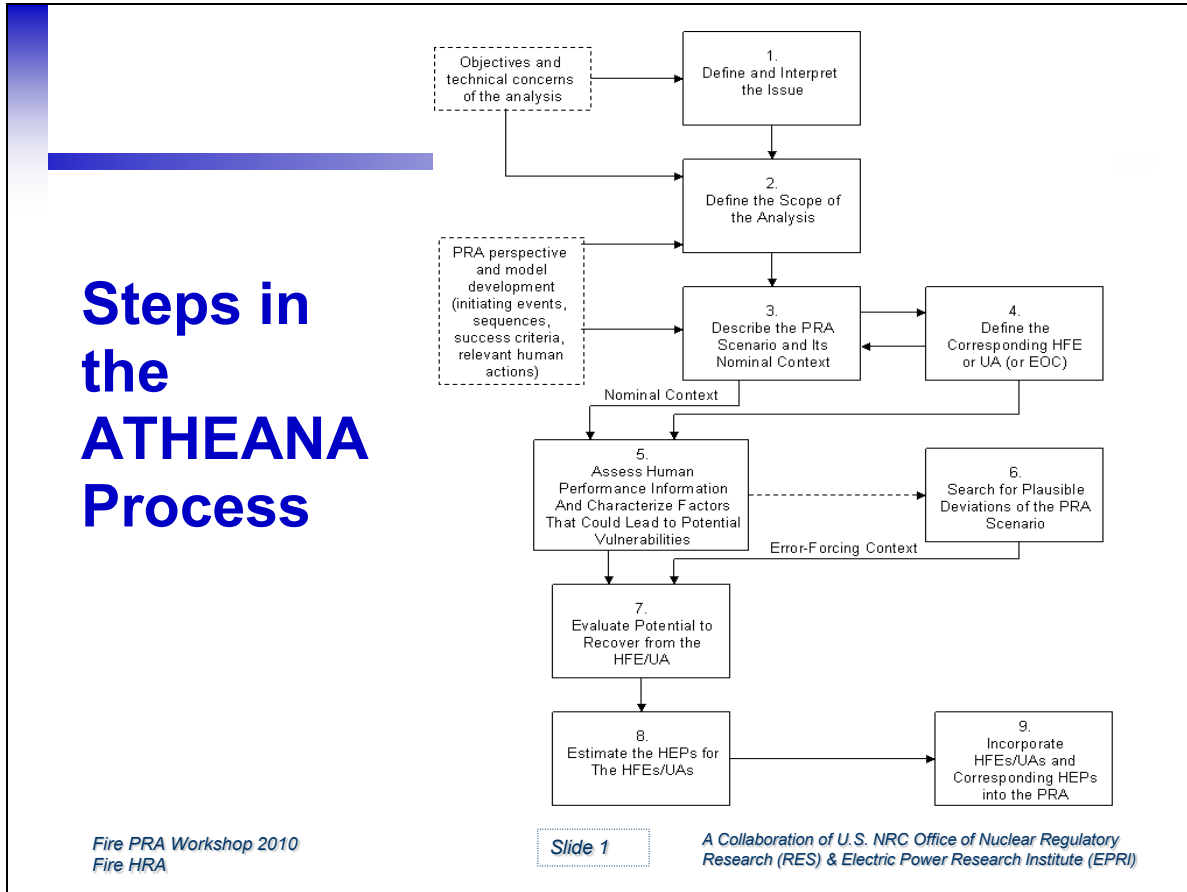 Steps in
the
ATHEANA
Process
Objectives and
technical concerns
of the analysis
1.
Define and Interpret
the Issue
2.
Define the Scope of
the Analysis
PRA perspective
and model
development
(initiating events,
sequences,
success criteria,
relevant human
actions)
3.
Describe the PRA
Scenario and Its
Nominal Context
4.
Define the
Corresponding HFE
or UA (or EOC)
Nominal Context
5.
Assess Human
Performance Information
And Characterize Factors
That Could Lead to Potential
Vulnerabilities
6.
Search for Plausible
Deviations of the PRA
Scenario
Error-Forcing Context
7.
Evaluate Potential to
Recover from the
HFE/UA
8.
Estimate the HEPs for
The HFEs/UAs
9.
Incorporate
HFEs/UAs and
Corresponding HEPs
into the PRA
Fire PRA Workshop 2010
Fire HRA
Slide 1
A Collaboration of U.S. NRC Office of Nuclear Regulatory
Research (RES) & Electric Power Research Institute (EPRI)